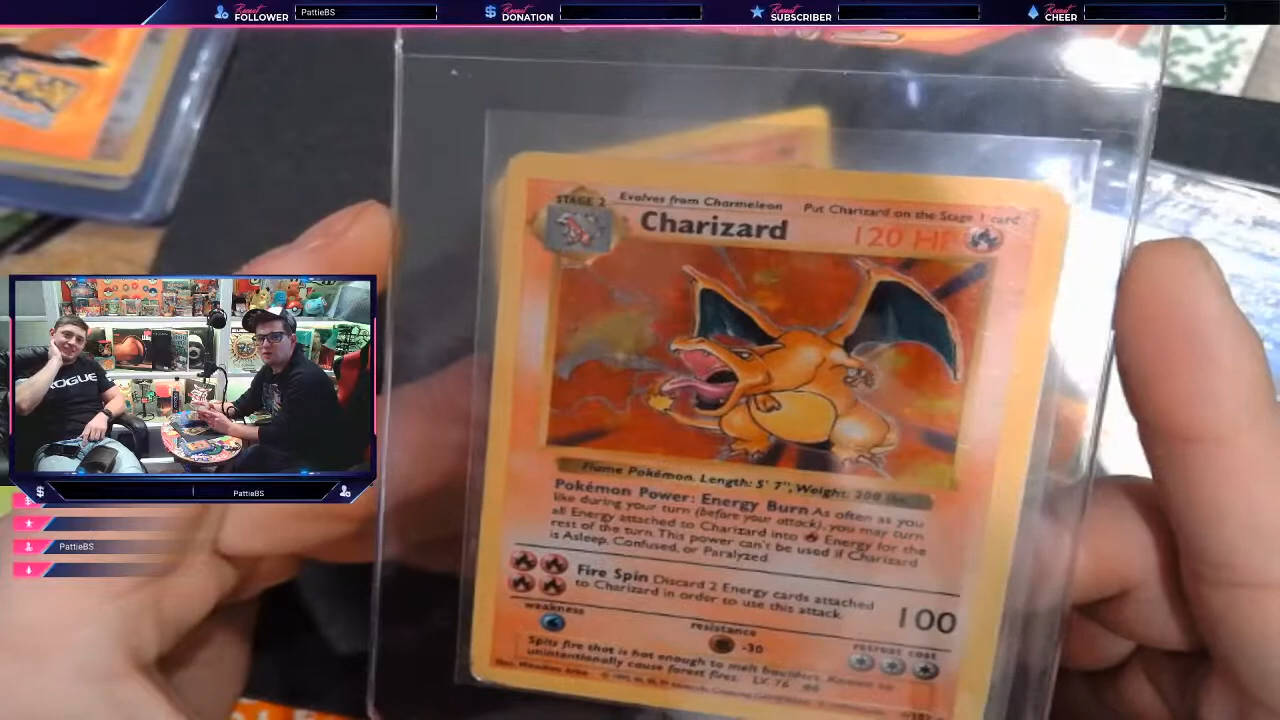 Recent FOLLOWER
PattieBS
Recent DONATION
Recent SUBSCRIBER
Recent CHEER
STAGE 2
Evolves from Charmeleon
Put Charizard on the Stage 1 card
Charizard
120 HP
Flame Pokémon. Length: 5' 7", Weight: 200 lbs.
Pokémon Power: Energy Burn As often as you
like during your turn (before your attack), you may turn
all Energy attached to Charizard into Energy for the
rest of the turn. This power can't be used if Charizard
is Asleep, Confused, or Paralyzed.
Fire Spin Discard 2 Energy cards attached
to Charizard in order to use this attack.
100
weakness
resistance
-30
retreat cost
Spits fire that is hot enough to melt boulders. Known to
unintentionally cause forest fires. LV. 76
ROGUE
PattieBS
PattieBS